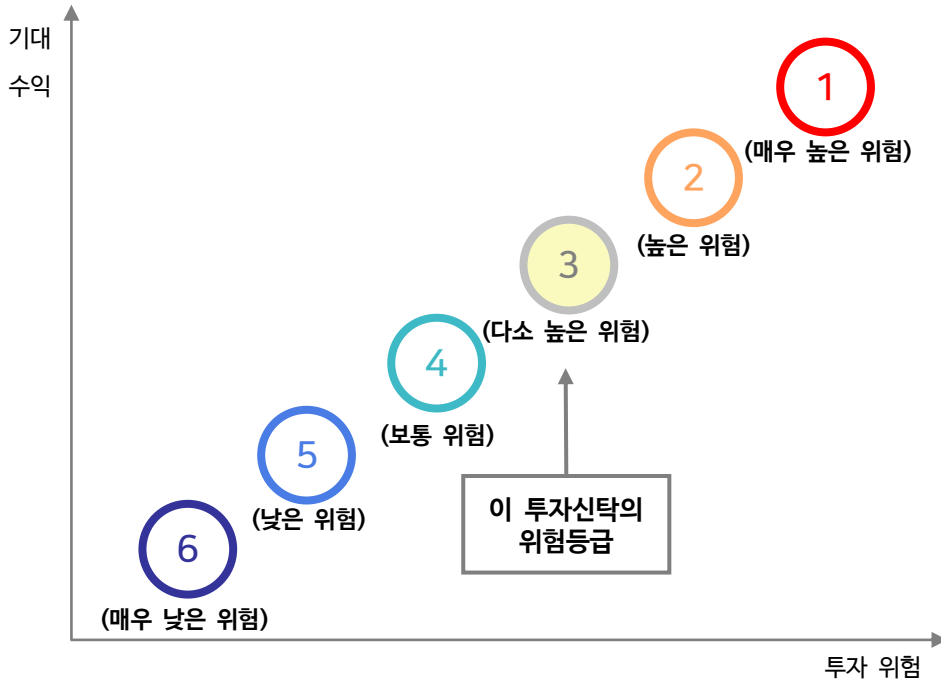 기대
수익
1
(매우 높은 위험)
2
(높은 위험)
3
(다소 높은 위험)
4
(보통 위험)
5
(낮은 위험)
이 투자신탁의
위험등급
6
(매우 낮은 위험)
투자 위험